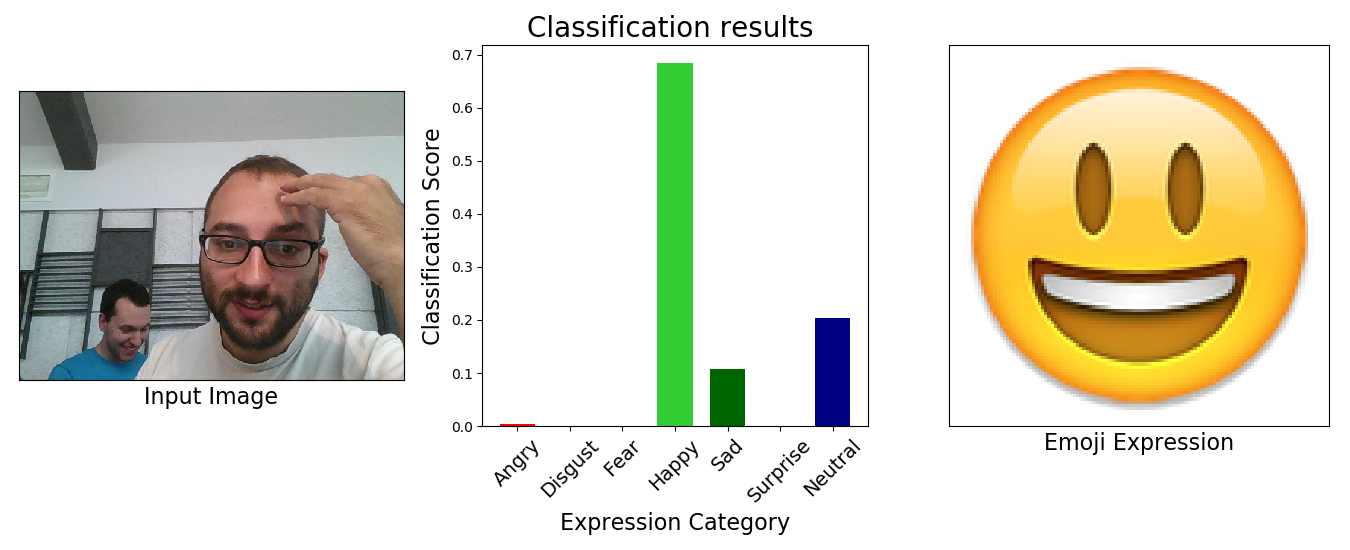 Classification results
Classification Score
0.7
0.6
0.5
0.4
0.3
0.2
0.1
0.0
Angry
Disgust
Fear
Happy
Sad
Surprise
Neutral
Expression Category
Input Image
Emoji Expression